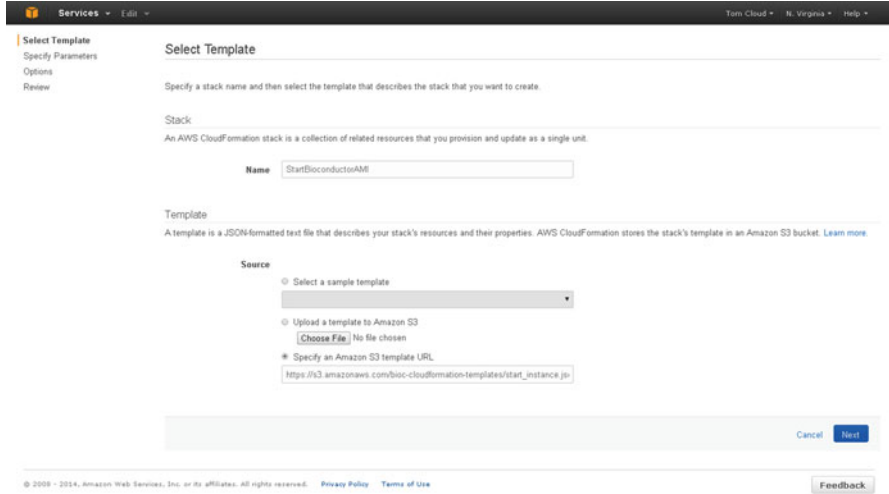 Services Edit Tom Cloud N. Virginia Help
Select Template
Specify Parameters
Options
Review
Select Template
Specify a stack name and then select the template that describes the stack that you want to create.
Stack
An AWS CloudFormation stack is a collection of related resources that you provision and update as a single unit.
Name StartBioconductorAMI
Template
A template is a JSON-formatted text file that describes your stack's resources and their properties. AWS CloudFormation stores the stack's template in an Amazon S3 bucket. Learn more.
Source
Select a sample template
Upload a template to Amazon S3
Choose File No file chosen
Specify an Amazon S3 template URL
https://s3.amazonaws.com/bioc-cloudformation-templates/start_instance.js
Cancel Next
© 2008 - 2014, Amazon Web Services, Inc. or its affiliates. All rights reserved. Privacy Policy Terms of Use
Feedback